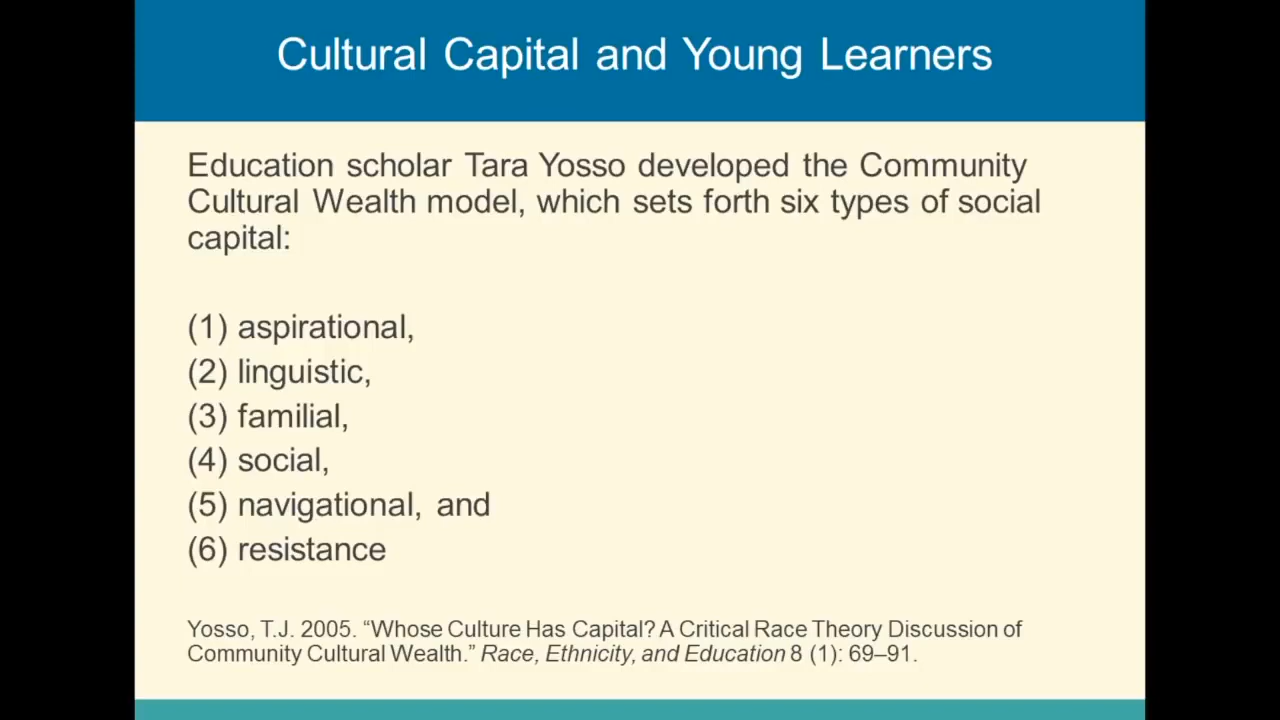 Cultural Capital and Young Learners
Education scholar Tara Yosso developed the Community
Cultural Wealth model, which sets forth six types of social
capital:
(1) aspirational,
(2) linguistic,
(3) familial,
(4) social,
(5) navigational, and
(6) resistance
Yosso, T.J. 2005. “Whose Culture Has Capital? A Critical Race Theory Discussion of
Community Cultural Wealth.” Race, Ethnicity, and Education 8 (1): 69–91.